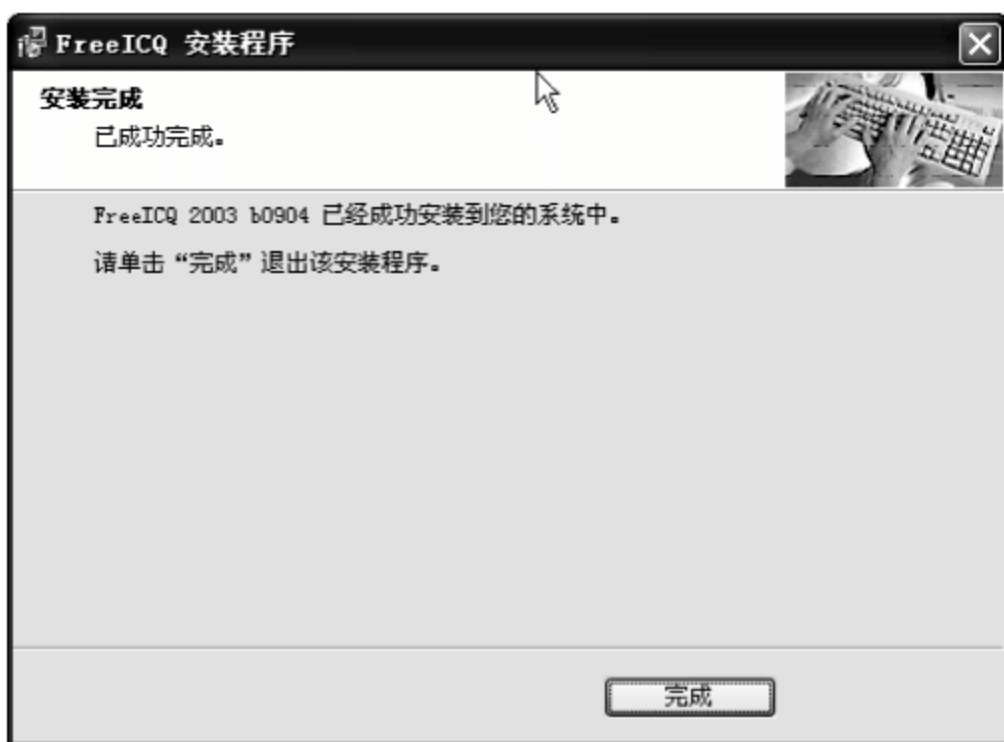 FreeICQ 安装程序
安装完成
已成功完成。
FreeICQ 2003 b0904 已经成功安装到您的系统中。
请单击“完成”退出该安装程序。
完成